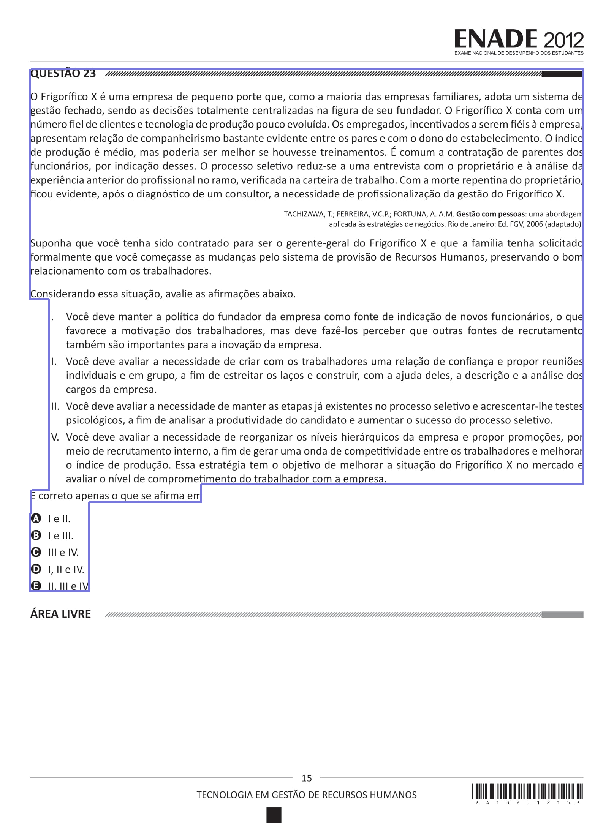 ENADE 2012
EXAME NACIONAL DE DESEMPENHO DOS ESTUDANTES
QUESTÃO 23
O Frigorífico X é uma empresa de pequeno porte que, como a maioria das empresas familiares, adota um sistema de
gestão fechado, sendo as decisões totalmente centralizadas na figura de seu fundador. O Frigorífico X conta com um
número fiel de clientes e tecnologia de produção pouco evoluída. Os empregados, incentivados a serem fiéis à empresa,
apresentam relação de companheirismo bastante evidente entre os pares e com o dono do estabelecimento. O índice
de produção é médio, mas poderia ser melhor se houvesse treinamentos. É comum a contratação de parentes dos
funcionários, por indicação desses. O processo seletivo reduz-se a uma entrevista com o proprietário e à análise da
experiência anterior do profissional no ramo, verificada na carteira de trabalho. Com a morte repentina do proprietário,
ficou evidente, após o diagnóstico de um consultor, a necessidade de profissionalização da gestão do Frigorífico X.
TACHIZAWA, T.; FERREIRA, V.C.P.; FORTUNA, A. A.M. Gestão com pessoas: uma abordagem
aplicada às estratégias de negócios. Rio de Janeiro: Ed. FGV, 2006 (adaptado).
Suponha que você tenha sido contratado para ser o gerente-geral do Frigorífico X e que a família tenha solicitado
formalmente que você começasse as mudanças pelo sistema de provisão de Recursos Humanos, preservando o bom
relacionamento com os trabalhadores.
Considerando essa situação, avalie as afirmações abaixo.
I. Você deve manter a política do fundador da empresa como fonte de indicação de novos funcionários, o que
favorece a motivação dos trabalhadores, mas deve fazê-los perceber que outras fontes de recrutamento
também são importantes para a inovação da empresa.
II. Você deve avaliar a necessidade de criar com os trabalhadores uma relação de confiança e propor reuniões
individuais e em grupo, a fim de estreitar os laços e construir, com a ajuda deles, a descrição e a análise dos
cargos da empresa.
III. Você deve avaliar a necessidade de manter as etapas já existentes no processo seletivo e acrescentar-lhe testes
psicológicos, a fim de analisar a produtividade do candidato e aumentar o sucesso do processo seletivo.
IV. Você deve avaliar a necessidade de reorganizar os níveis hierárquicos da empresa e propor promoções, por
meio de recrutamento interno, a fim de gerar uma onda de competitividade entre os trabalhadores e melhorar
o índice de produção. Essa estratégia tem o objetivo de melhorar a situação do Frigorífico X no mercado e
avaliar o nível de comprometimento do trabalhador com a empresa.
É correto apenas o que se afirma em
A I e II.
B I e III.
C III e IV.
D I, II e IV.
E II, III e IV.
ÁREA LIVRE
15
TECNOLOGIA EM GESTÃO DE RECURSOS HUMANOS